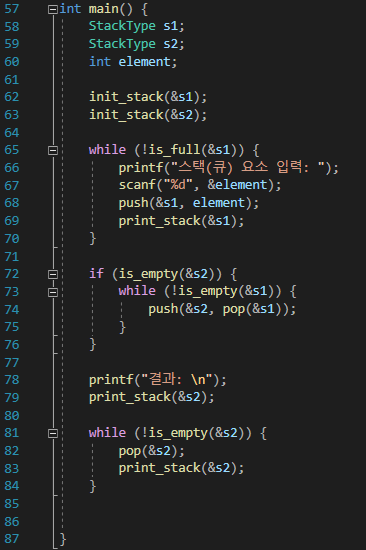 57 int main() {
58 StackType s1;
59 StackType s2;
60 int element;
61
62 init_stack(&s1);
63 init_stack(&s2);
64
65 while (!is_full(&s1)) {
66 printf("스택(큐) 요소 입력: ");
67 scanf("%d", &element);
68 push(&s1, element);
69 print_stack(&s1);
70 }
71
72 if (is_empty(&s2)) {
73 while (!is_empty(&s1)) {
74 push(&s2, pop(&s1));
75 }
76 }
77
78 printf("결과: \n");
79 print_stack(&s2);
80
81 while (!is_empty(&s2)) {
82 pop(&s2);
83 print_stack(&s2);
84 }
85
86
87 }